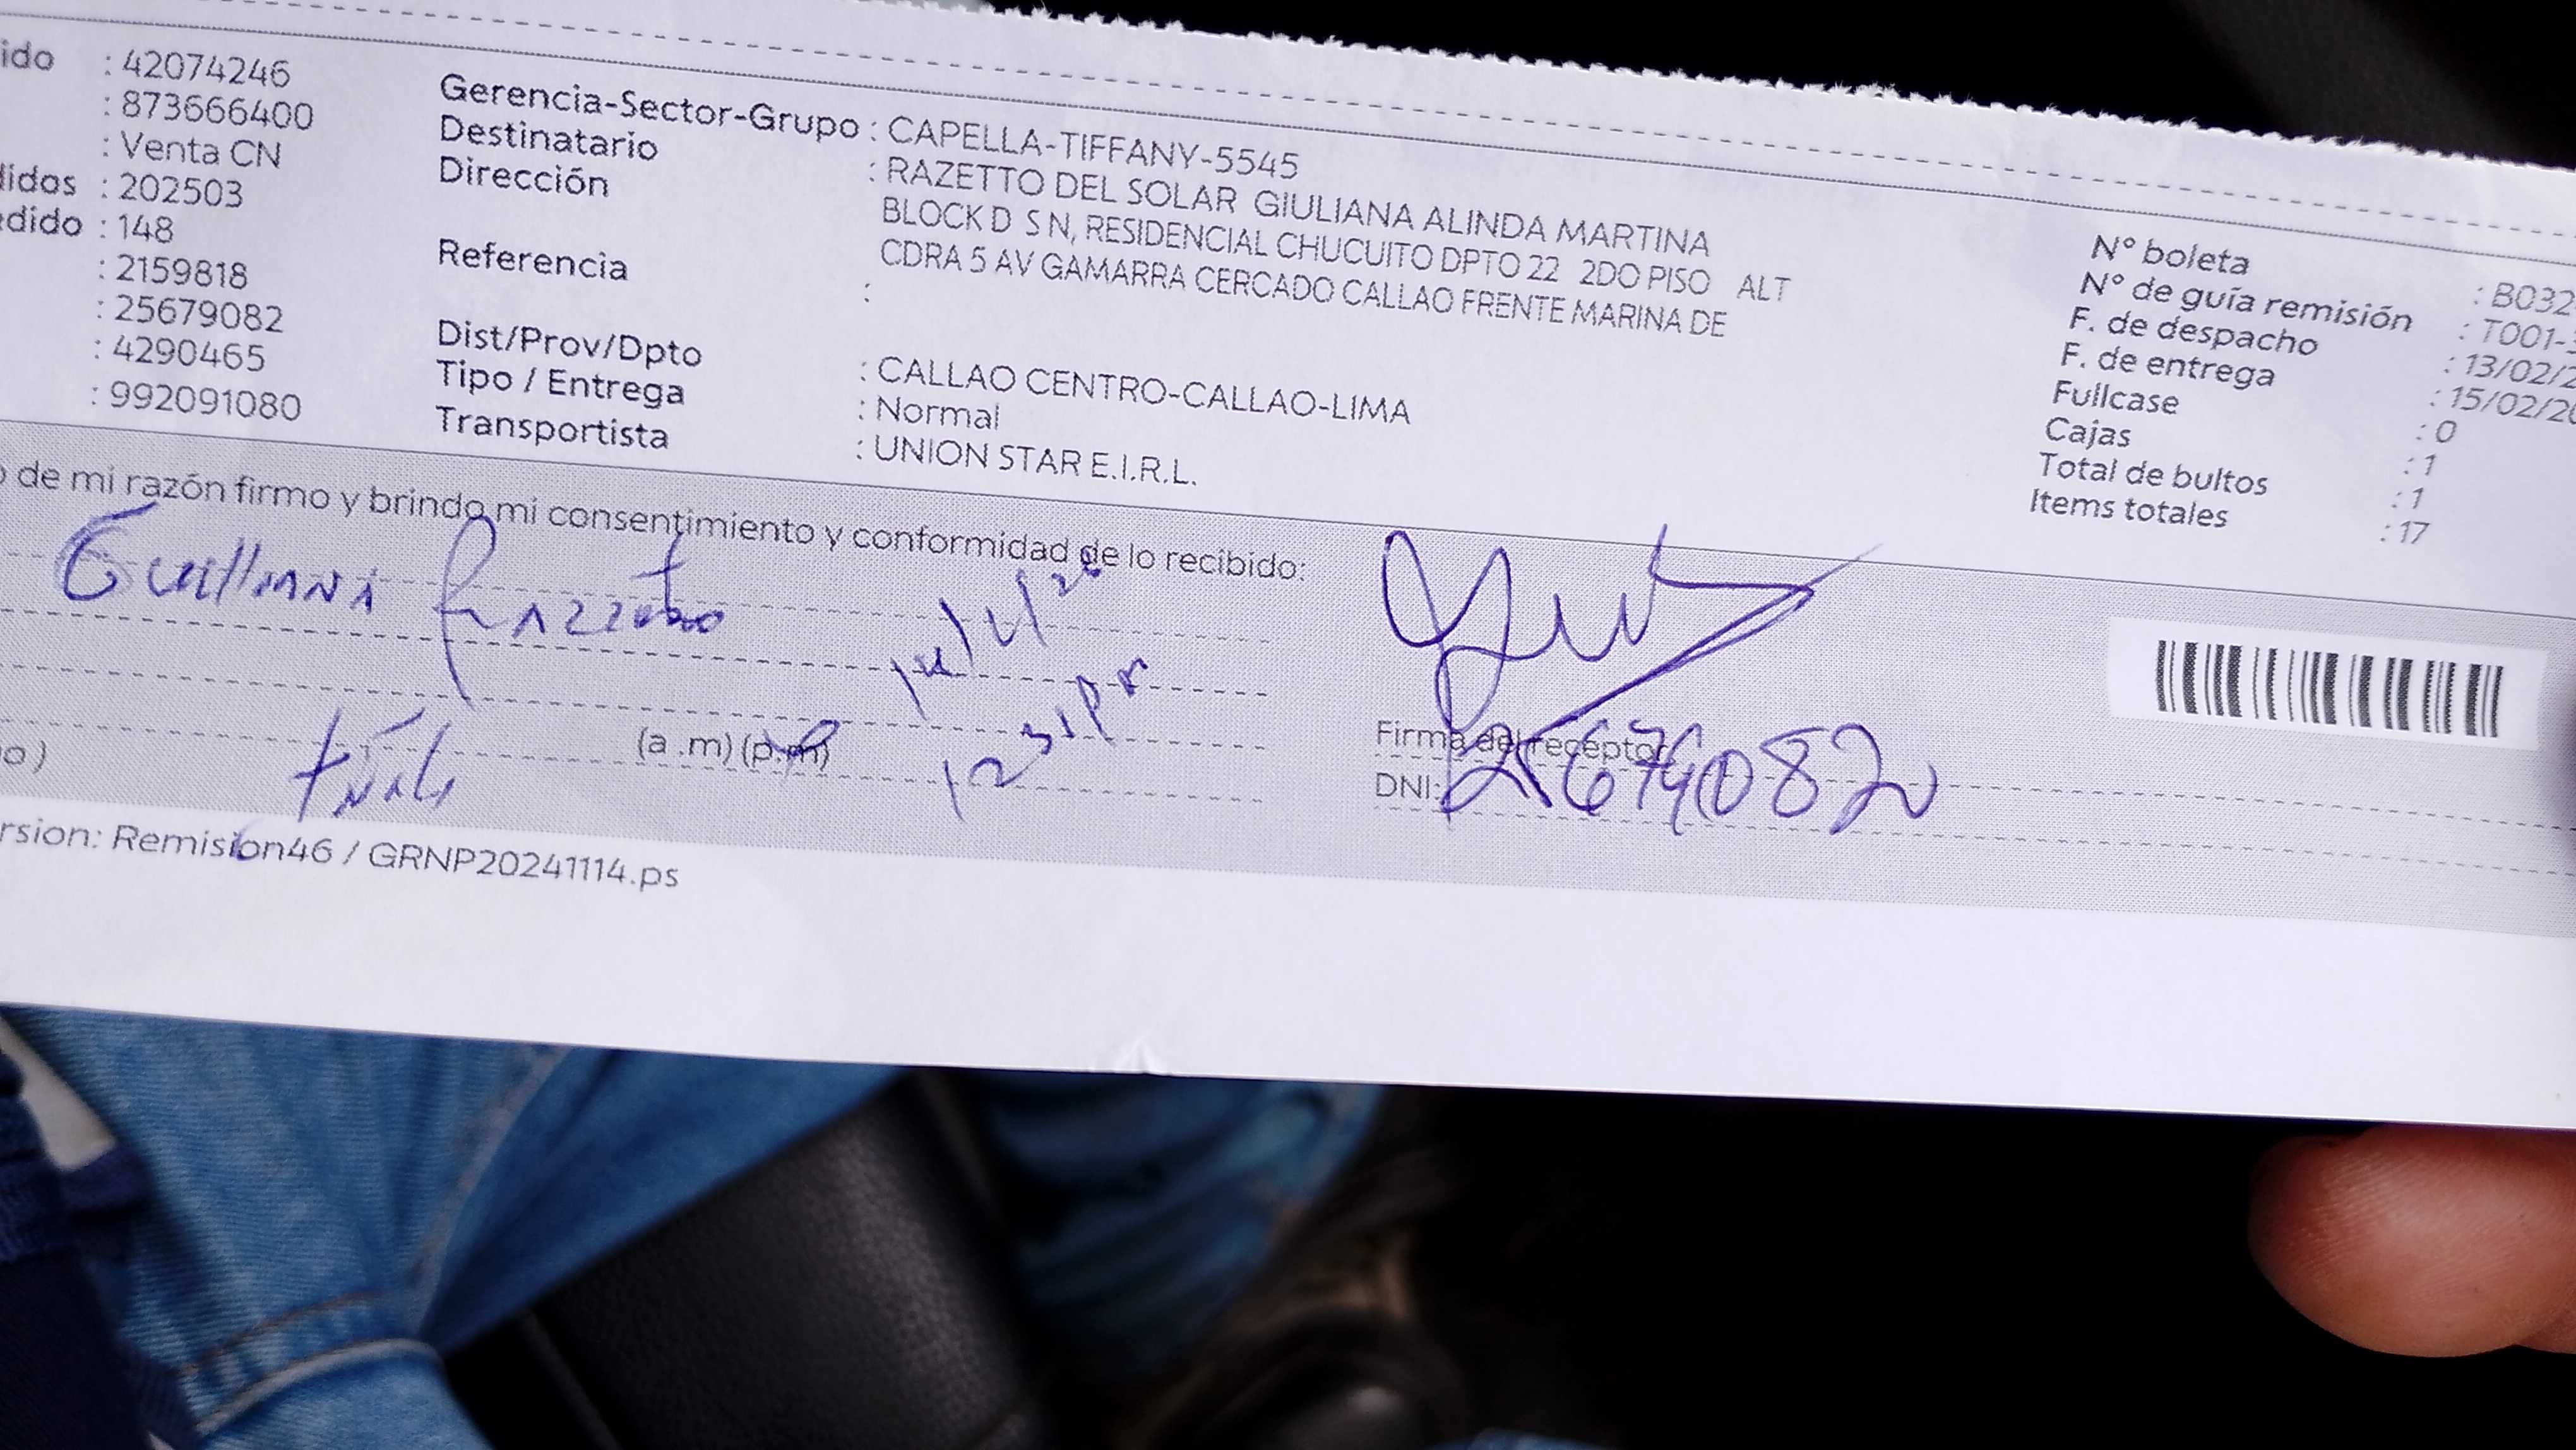 ido : 42074246
: 873666400
: Venta CN
didos : 202503
edido : 148
: 2159818
: 25679082
: 4290465
: 992091080
Gerencia-Sector-Grupo : CAPELLA-TIFFANY-5545
Destinatario : RAZETTO DEL SOLAR GIULIANA ALINDA MARTINA
Dirección BLOCK D S N, RESIDENCIAL CHUCUITO DPTO 22 2DO PISO ALT
CDRA 5 AV GAMARRA CERCADO CALLAO FRENTE MARINA DE
Referencia :
Dist/Prov/Dpto : CALLAO CENTRO-CALLAO-LIMA
Tipo / Entrega : Normal
Transportista : UNION STAR E.I.R.L.
N° boleta : B032
N° de guía remisión : T001-
F. de despacho : 13/02/2
F. de entrega : 15/02/20
Fullcase : 0
Cajas : 1
Total de bultos : 1
Items totales : 17
o de mi razón firmo y brindo mi consentimiento y conformidad de lo recibido:
Razzetto
(a .m) (p.m)
Firma del receptor
DNI: 25679082
o )
rsion: Remision46 / GRNP20241114.ps